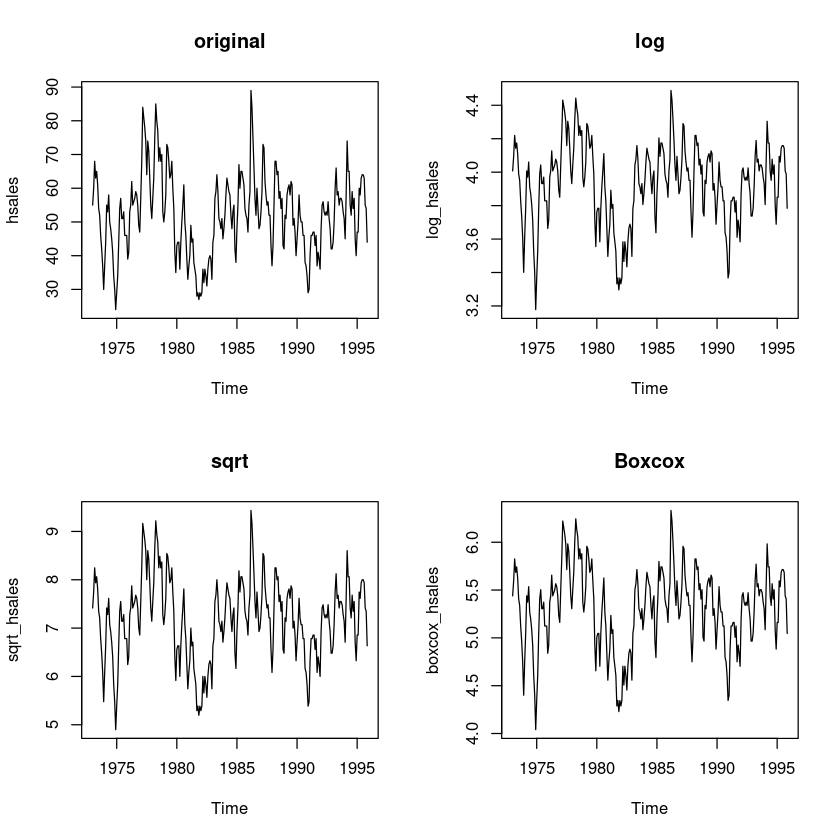 original
hsales
90
80
70
60
50
40
30
1975 1980 1985 1990 1995
Time
log
log_hsales
4.4
4.0
3.6
3.2
1975 1980 1985 1990 1995
Time
sqrt
sqrt_hsales
9
8
7
6
5
1975 1980 1985 1990 1995
Time
Boxcox
boxcox_hsales
6.0
5.5
5.0
4.5
4.0
1975 1980 1985 1990 1995
Time